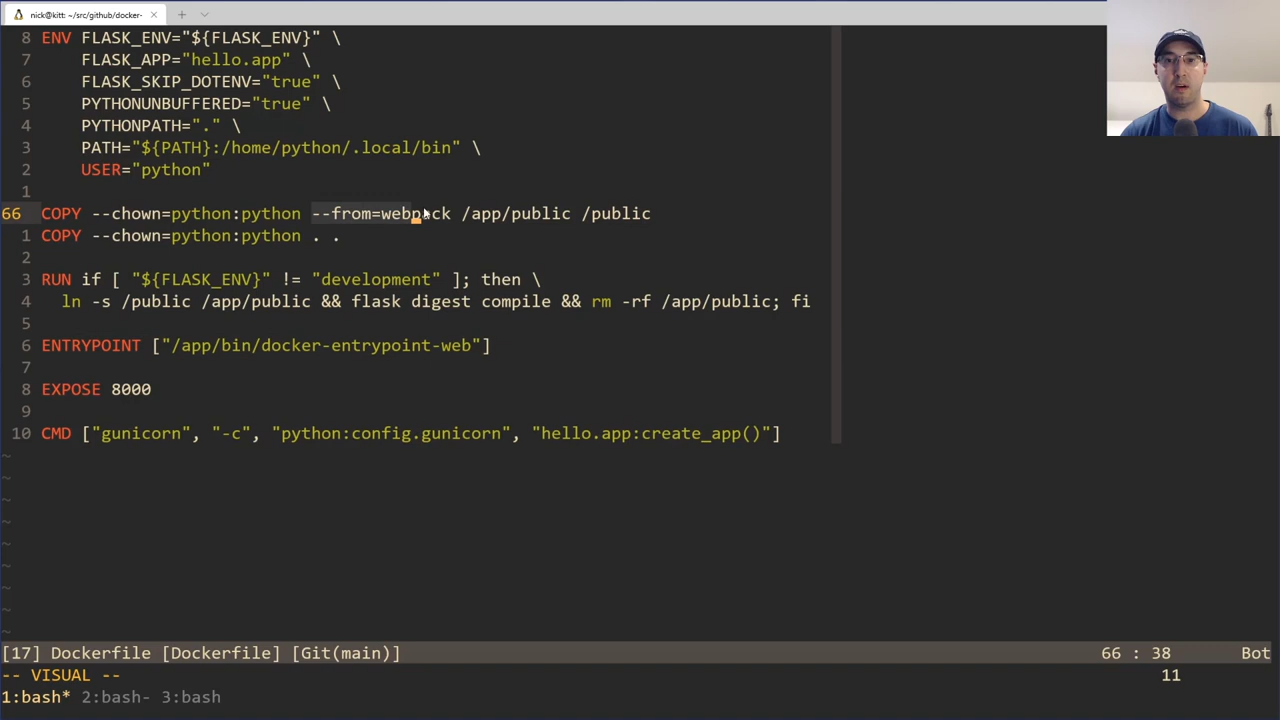 nick@kitt: ~/src/github/docker-
8 ENV FLASK_ENV="${FLASK_ENV}" \
7 FLASK_APP="hello.app" \
6 FLASK_SKIP_DOTENV="true" \
5 PYTHONUNBUFFERED="true" \
4 PYTHONPATH="." \
3 PATH="${PATH}:/home/python/.local/bin" \
2 USER="python"
1
66 COPY --chown=python:python --from=webpack /app/public /public
1 COPY --chown=python:python . .
2
3 RUN if [ "${FLASK_ENV}" != "development" ]; then \
4 ln -s /public /app/public && flask digest compile && rm -rf /app/public; fi
5
6 ENTRYPOINT ["/app/bin/docker-entrypoint-web"]
7
8 EXPOSE 8000
9
10 CMD ["gunicorn", "-c", "python:config.gunicorn", "hello.app:create_app()"]
~
~
~
~
~
~
~
~
~
[17] Dockerfile [Dockerfile] [Git(main)] 66 : 38 Bot
-- VISUAL -- 11
1:bash* 2:bash- 3:bash